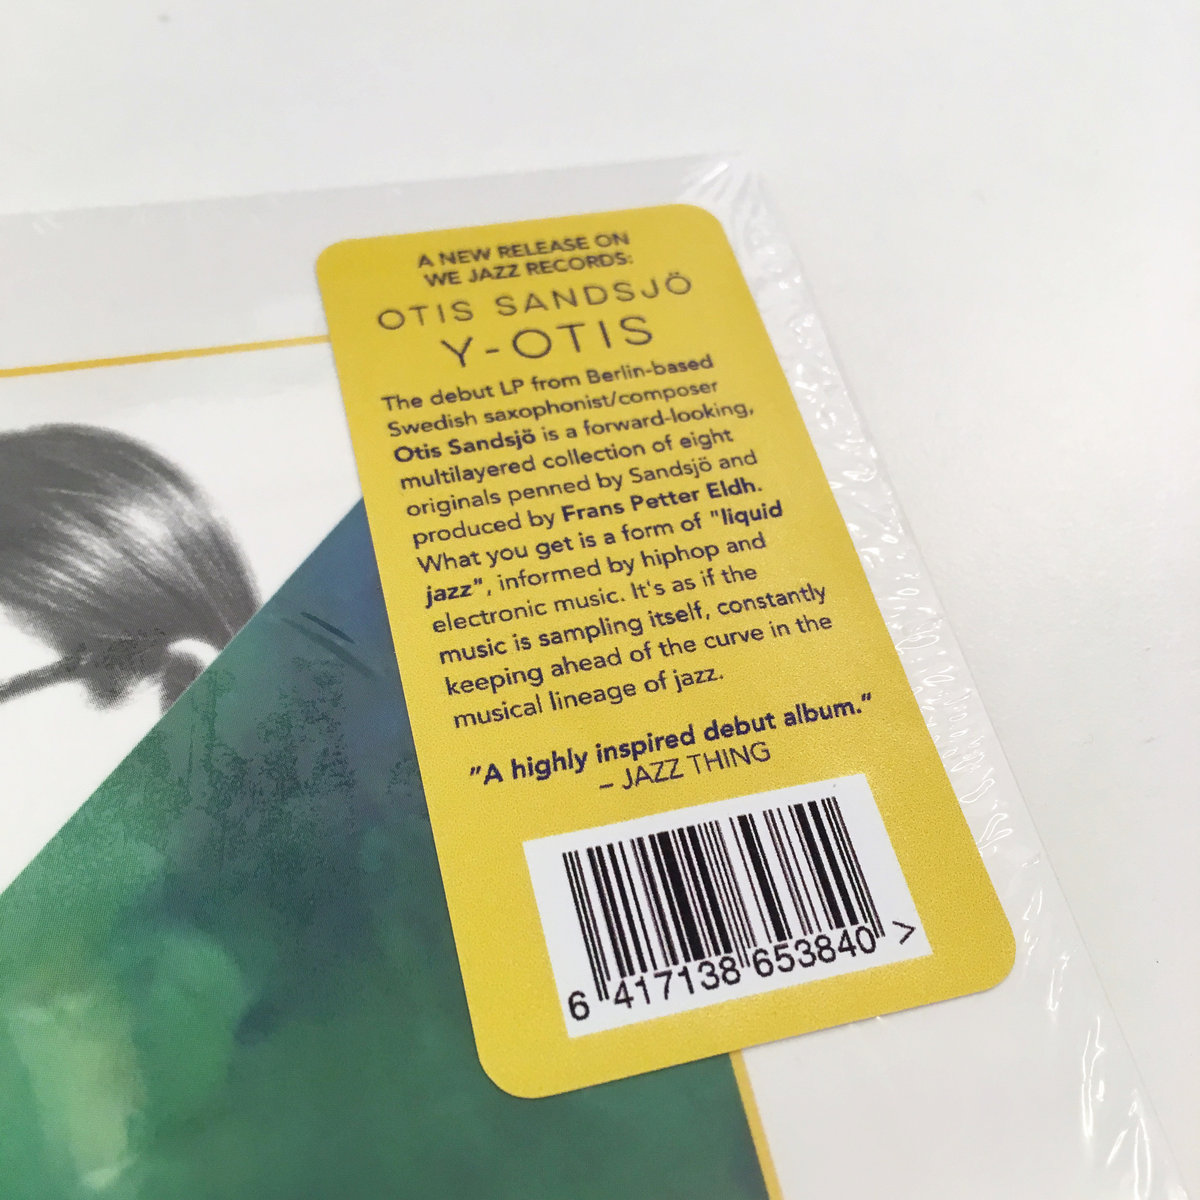 A NEW RELEASE ON
WE JAZZ RECORDS:
OTIS SANDSJÖ
Y-OTIS
The debut LP from Berlin-based
Swedish saxophonist/composer
Otis Sandsjö is a forward-looking,
multilayered collection of eight
originals penned by Sandsjö and
produced by Frans Petter Eldh.
What you get is a form of "liquid
jazz", informed by hiphop and
electronic music. It's as if the
music is sampling itself, constantly
keeping ahead of the curve in the
musical lineage of jazz.
"A highly inspired debut album."
– JAZZ THING
6 417138 653840 >